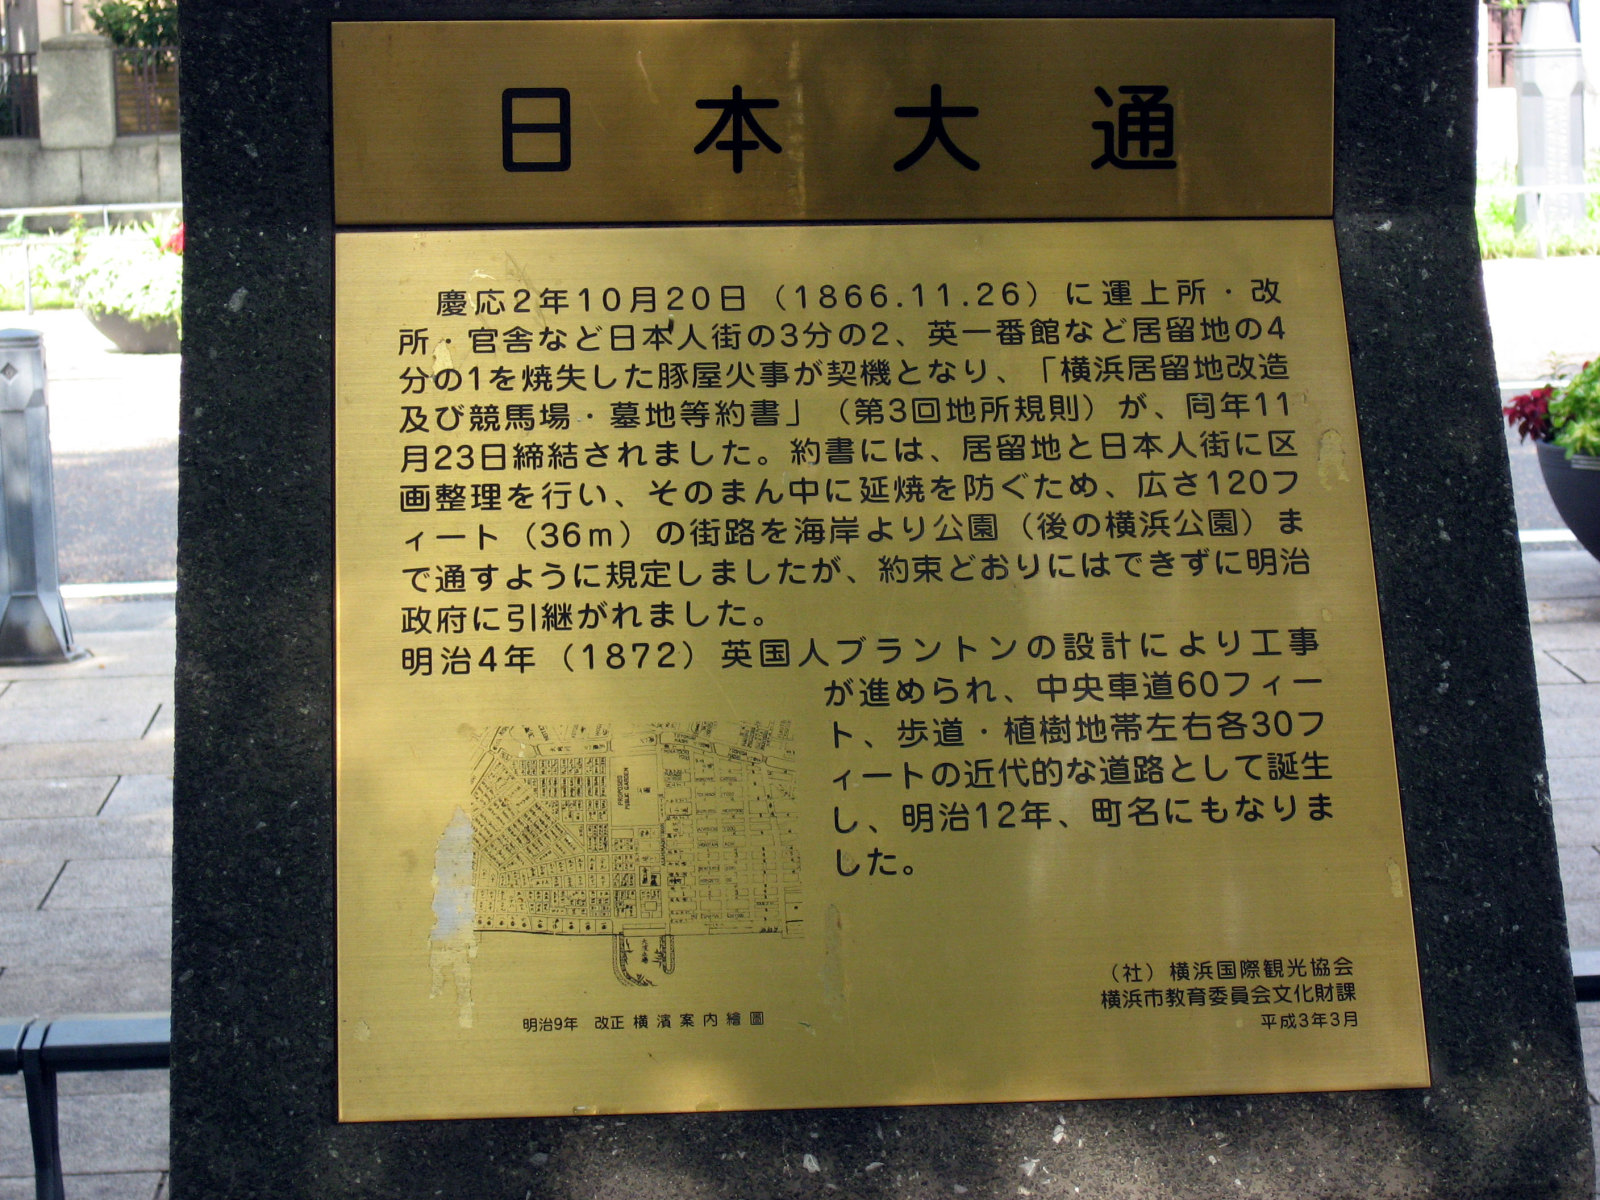 日本大通
慶応2年10月20日（1866.11.26）に運上所・改
所・官舎など日本人街の3分の2、英一番館など居留地の4
分の1を焼失した豚屋火事が契機となり、「横浜居留地改造
及び競馬場・墓地等約書」（第3回地所規則）が、同年11
月23日締結されました。約書には、居留地と日本人街に区
画整理を行い、そのまん中に延焼を防ぐため、広さ120フ
ィート（36m）の街路を海岸より公園（後の横浜公園）ま
で通すように規定しましたが、約束どおりにはできずに明治
政府に引継がれました。
明治4年（1872）英国人ブラントンの設計により工事
が進められ、中央車道60フィー
ト、歩道・植樹地帯左右各30フ
ィートの近代的な道路として誕生
し、明治12年、町名にもなりま
した。
PROPOSED
PUBLIC GARDEN
明治9年 改正横濱案内繪圖
（社）横浜国際観光協会
横浜市教育委員会文化財課
平成3年3月